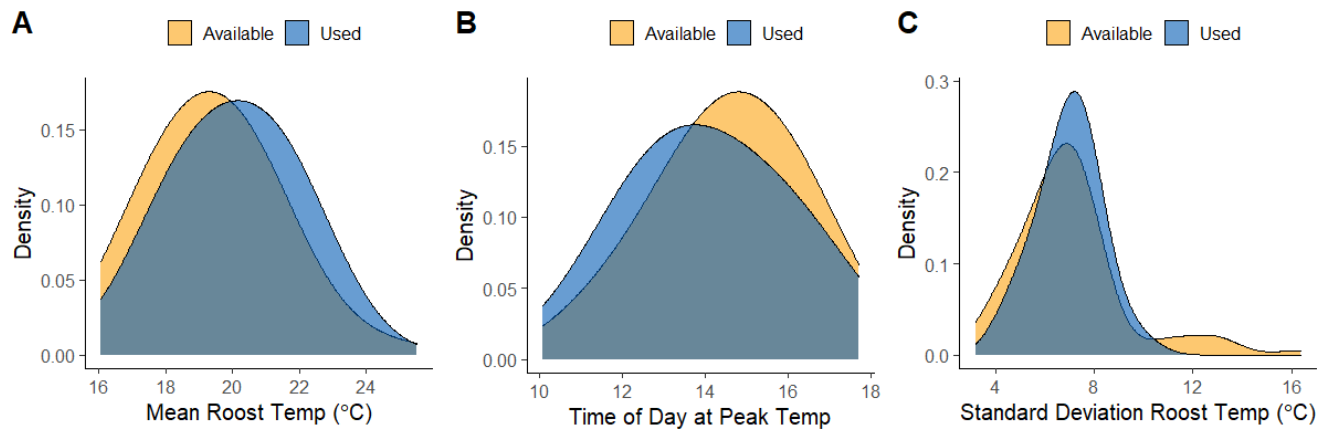 A
Available
Used
0.15
0.10
0.05
0.00
Density
16
18
20
22
24
Mean Roost Temp (°C)
B
Available
Used
0.15
0.10
0.05
0.00
Density
10
12
14
16
18
Time of Day at Peak Temp
C
Available
Used
0.3
0.2
0.1
0.0
Density
4
8
12
16
Standard Deviation Roost Temp (°C)